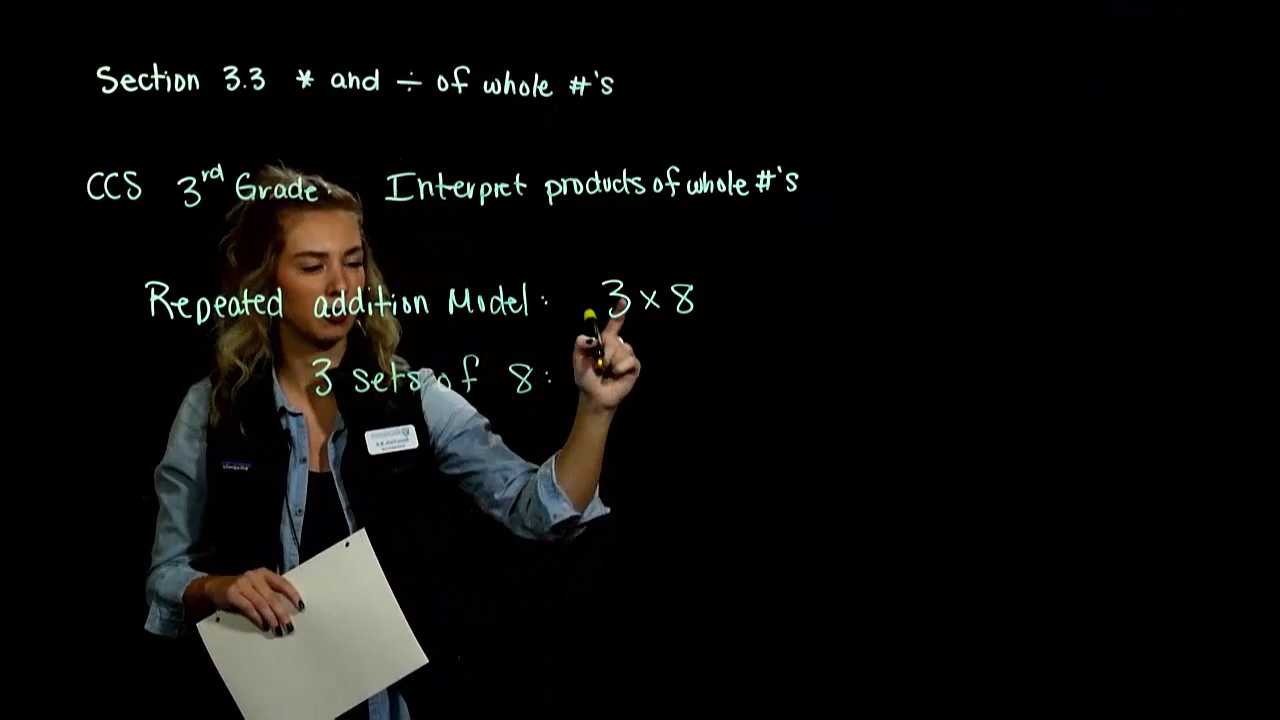 Section 3.3 * and ÷ of whole #'s
CCS 3rd Grade: Interpret products of whole #'s
Repeated addition Model: 3 × 8
3 sets of 8: